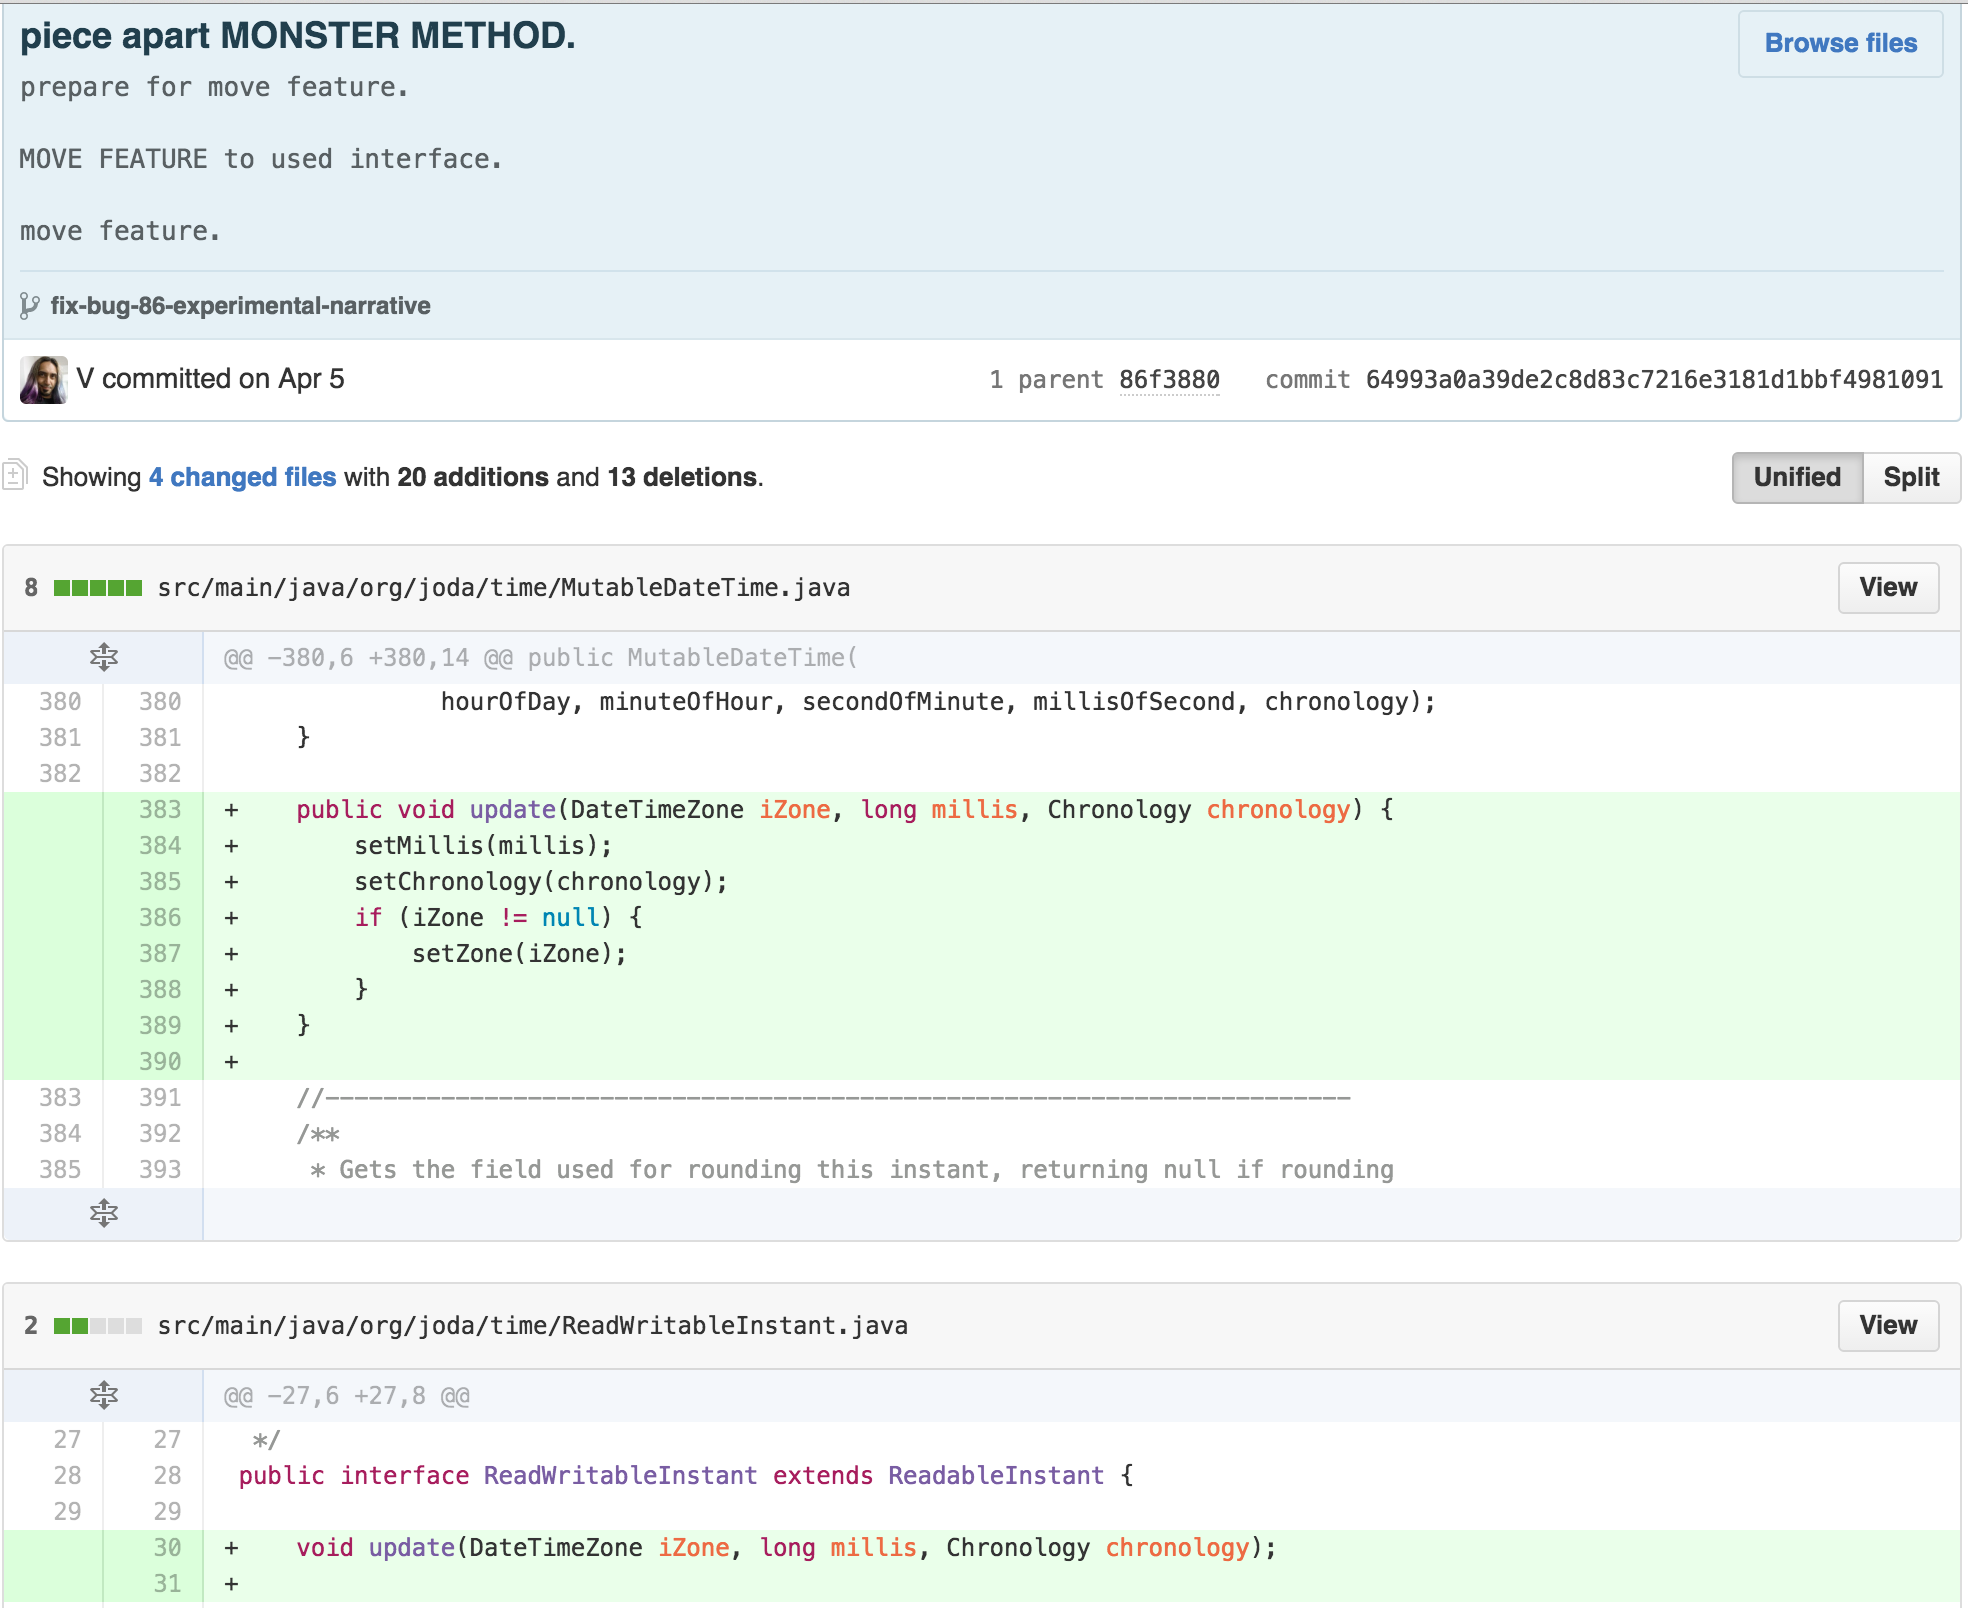 piece apart MONSTER METHOD.
Browse files
prepare for move feature.
MOVE FEATURE to used interface.
move feature.
fix-bug-86-experimental-narrative
V committed on Apr 5
1 parent 86f3880 commit 64993a0a39de2c8d83c7216e3181d1bbf4981091
Showing 4 changed files with 20 additions and 13 deletions.
Unified Split
8 src/main/java/org/joda/time/MutableDateTime.java
View
@@ -380,6 +380,14 @@ public MutableDateTime(
380 380 hourOfDay, minuteOfHour, secondOfMinute, millisOfSecond, chronology);
381 381 }
382 382
383 + public void update(DateTimeZone iZone, long millis, Chronology chronology) {
384 + setMillis(millis);
385 + setChronology(chronology);
386 + if (iZone != null) {
387 + setZone(iZone);
388 + }
389 + }
390 +
383 391 //-----------------------------------------------------------------------
384 392 /**
385 393 * Gets the field used for rounding this instant, returning null if rounding
2 src/main/java/org/joda/time/ReadWritableInstant.java
View
@@ -27,6 +27,8 @@
27 27 */
28 28 public interface ReadWritableInstant extends ReadableInstant {
29 29
30 + void update(DateTimeZone iZone, long millis, Chronology chronology);
31 +